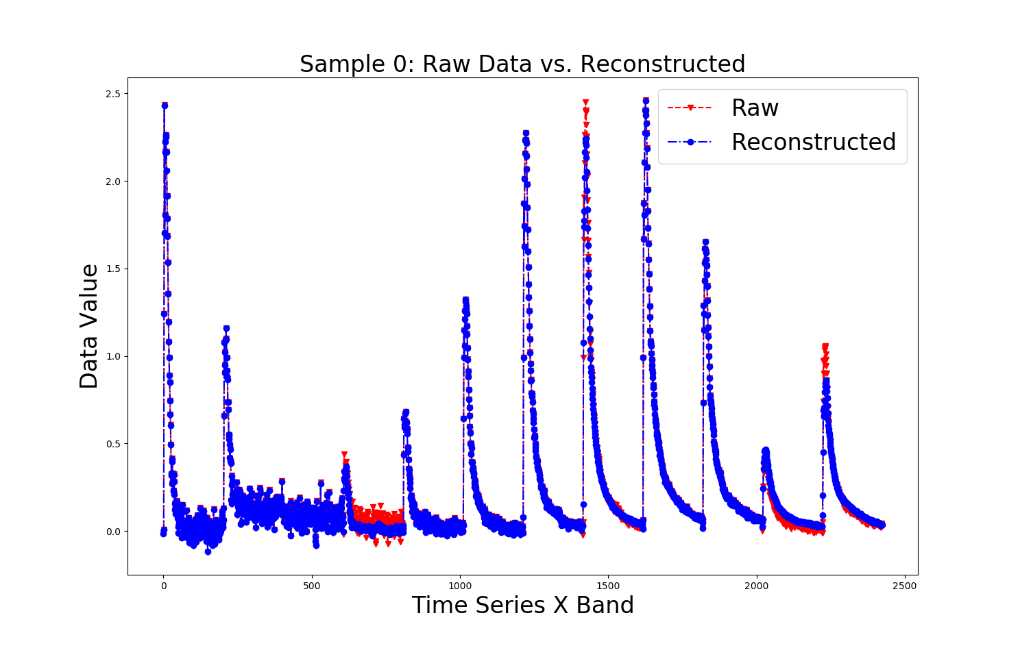 Sample 0: Raw Data vs. Reconstructed
Raw
Reconstructed
2.5
2.0
1.5
1.0
0.5
0.0
Data Value
0 500 1000 1500 2000 2500
Time Series X Band